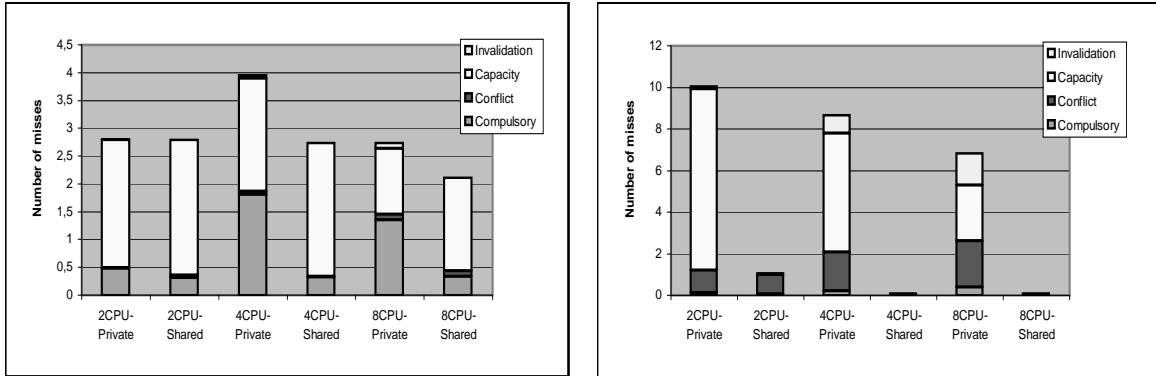 Number of misses
4,5
4
3,5
3
2,5
2
1,5
1
0,5
0
Invalidation
Capacity
Conflict
Compulsory
2CPU-Private
2CPU-Shared
4CPU-Private
4CPU-Shared
8CPU-Private
8CPU-Shared
Number of misses
12
10
8
6
4
2
0
Invalidation
Capacity
Conflict
Compulsory
2CPU-Private
2CPU-Shared
4CPU-Private
4CPU-Shared
8CPU-Private
8CPU-Shared